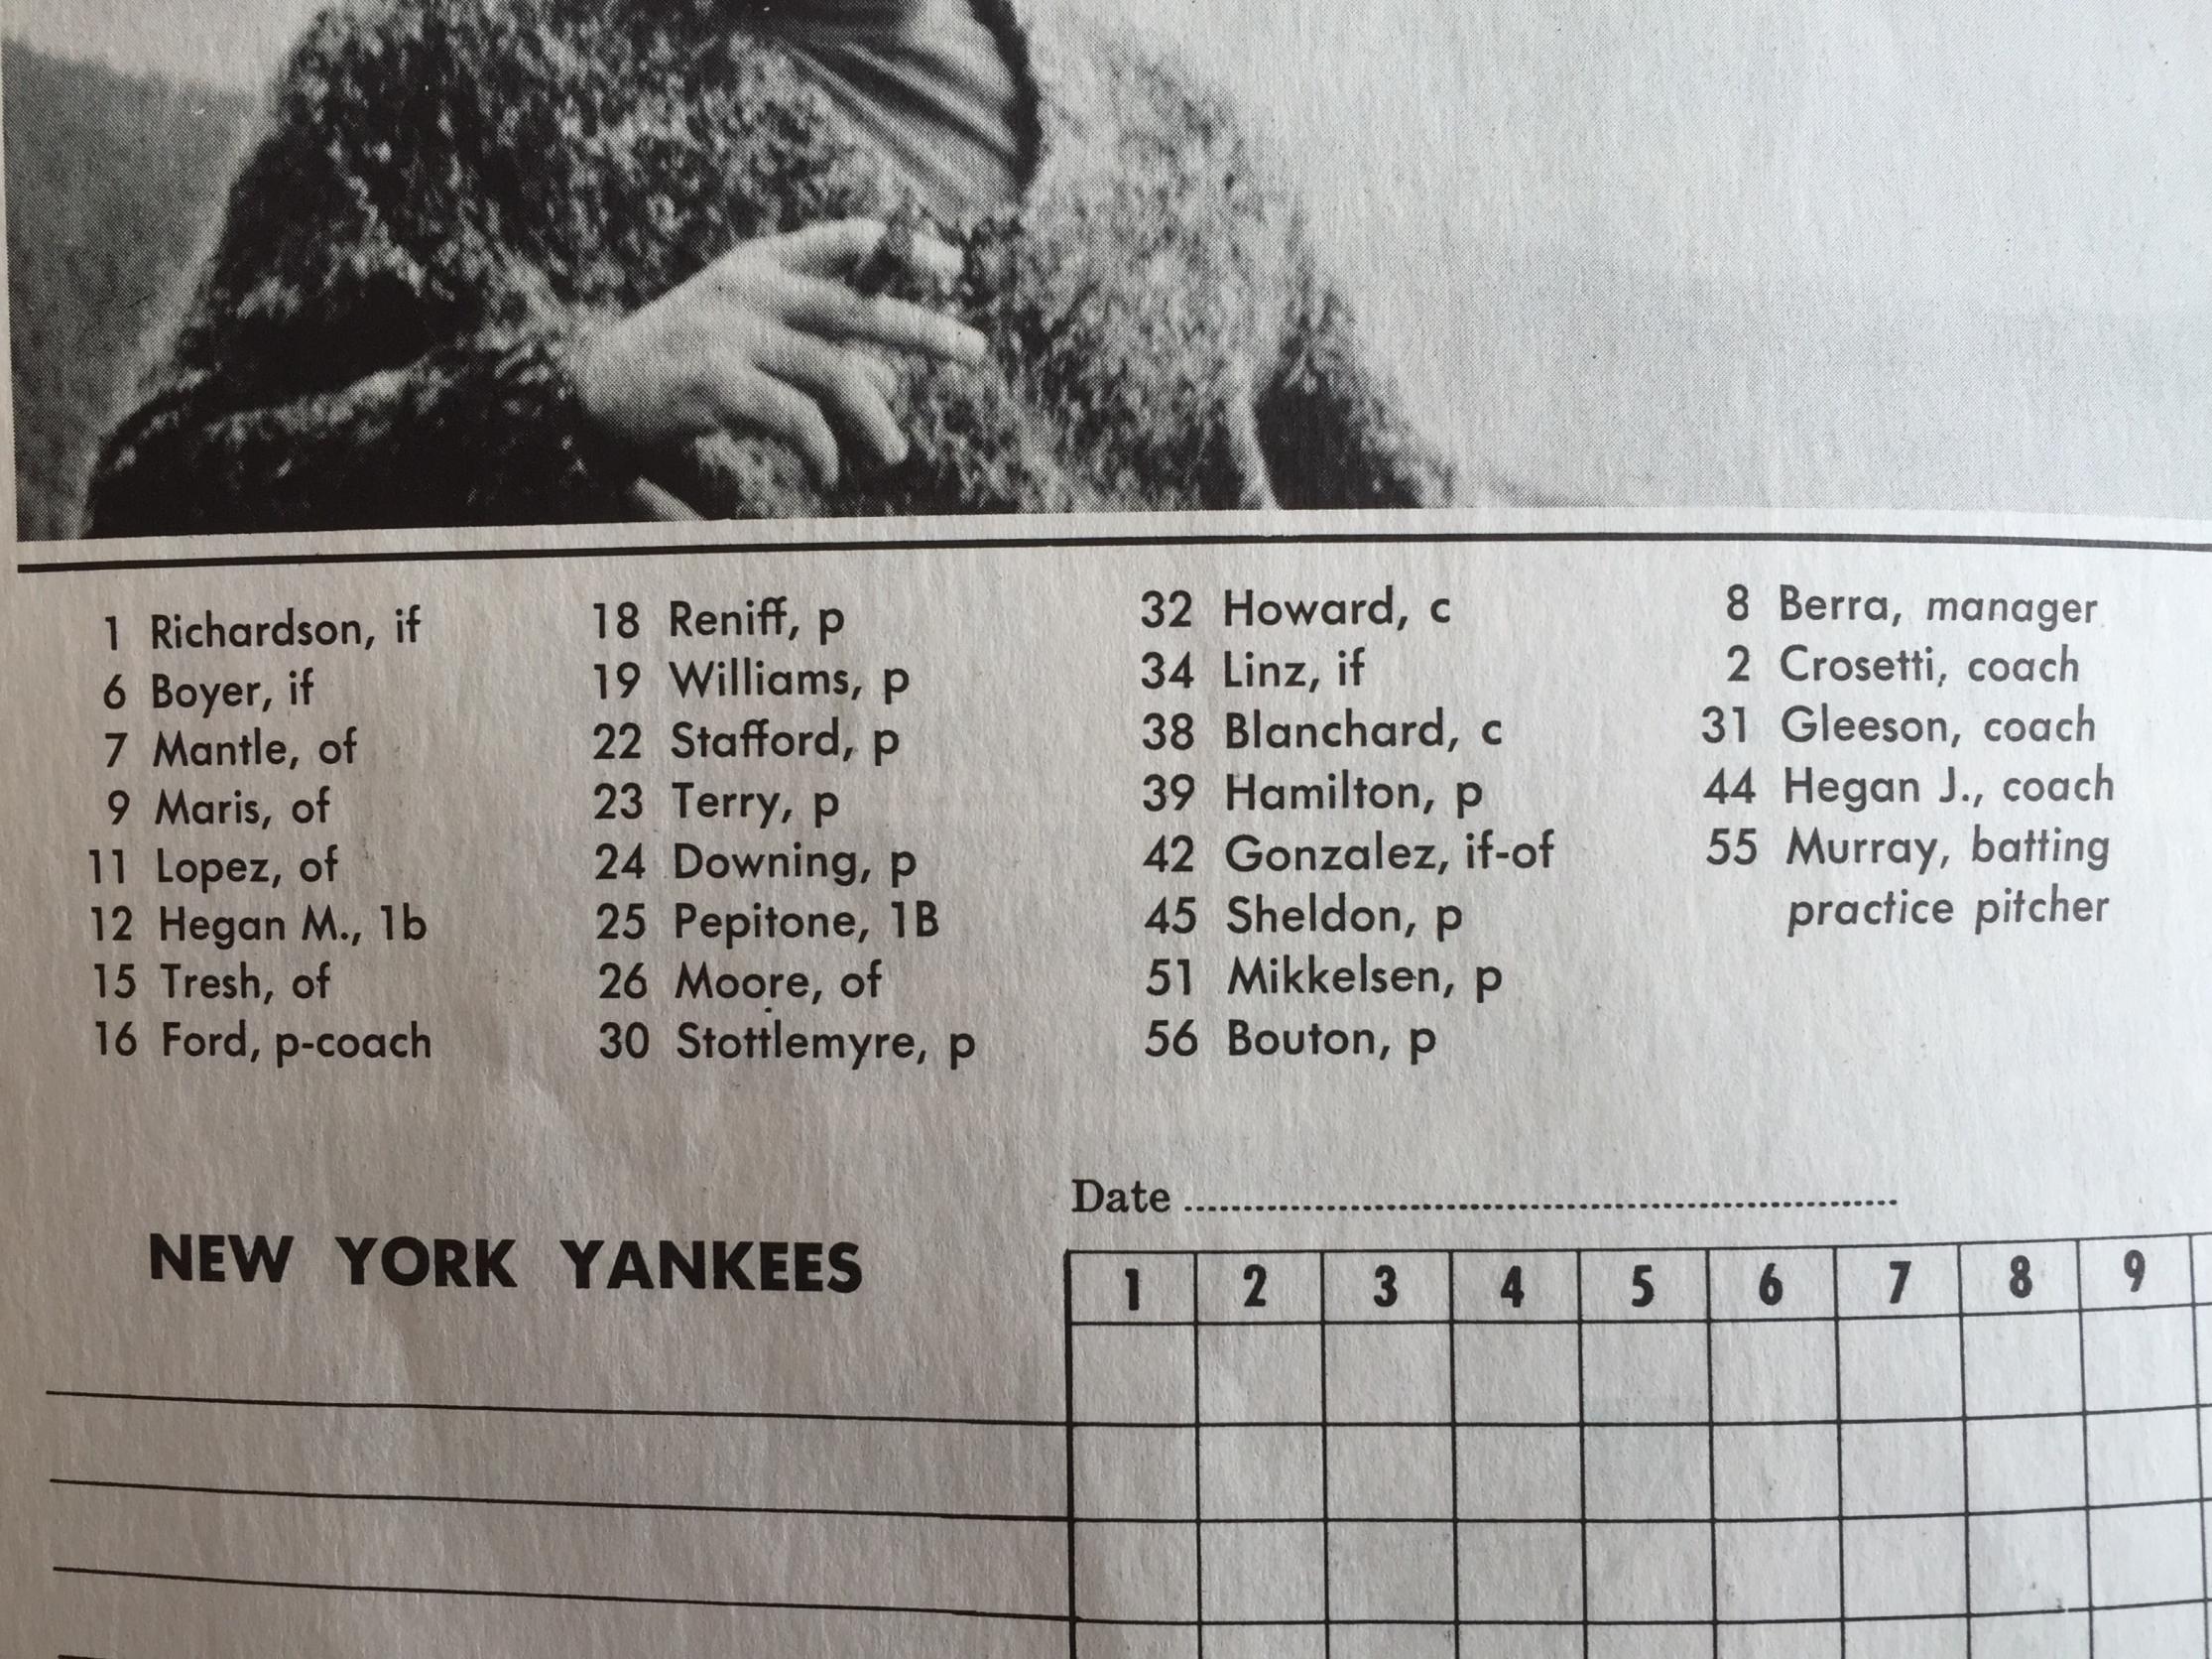 1 Richardson, if
6 Boyer, if
7 Mantle, of
9 Maris, of
11 Lopez, of
12 Hegan M., 1b
15 Tresh, of
16 Ford, p-coach
18 Reniff, p
19 Williams, p
22 Stafford, p
23 Terry, p
24 Downing, p
25 Pepitone, 1B
26 Moore, of
30 Stottlemyre, p
32 Howard, c
34 Linz, if
38 Blanchard, c
39 Hamilton, p
42 Gonzalez, if-of
45 Sheldon, p
51 Mikkelsen, p
56 Bouton, p
8 Berra, manager
2 Crosetti, coach
31 Gleeson, coach
44 Hegan J., coach
55 Murray, batting
practice pitcher
Date
NEW YORK YANKEES
1 2 3 4 5 6 7 8 9